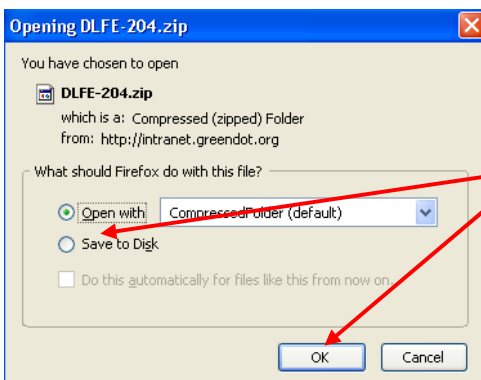 Opening DLFE-204.zip
You have chosen to open
DLFE-204.zip
which is a: Compressed (zipped) Folder
from: http://intranet.greendot.org
What should Firefox do with this file?
Open with CompressedFolder (default)
Save to Disk
Do this automatically for files like this from now on.
OK Cancel